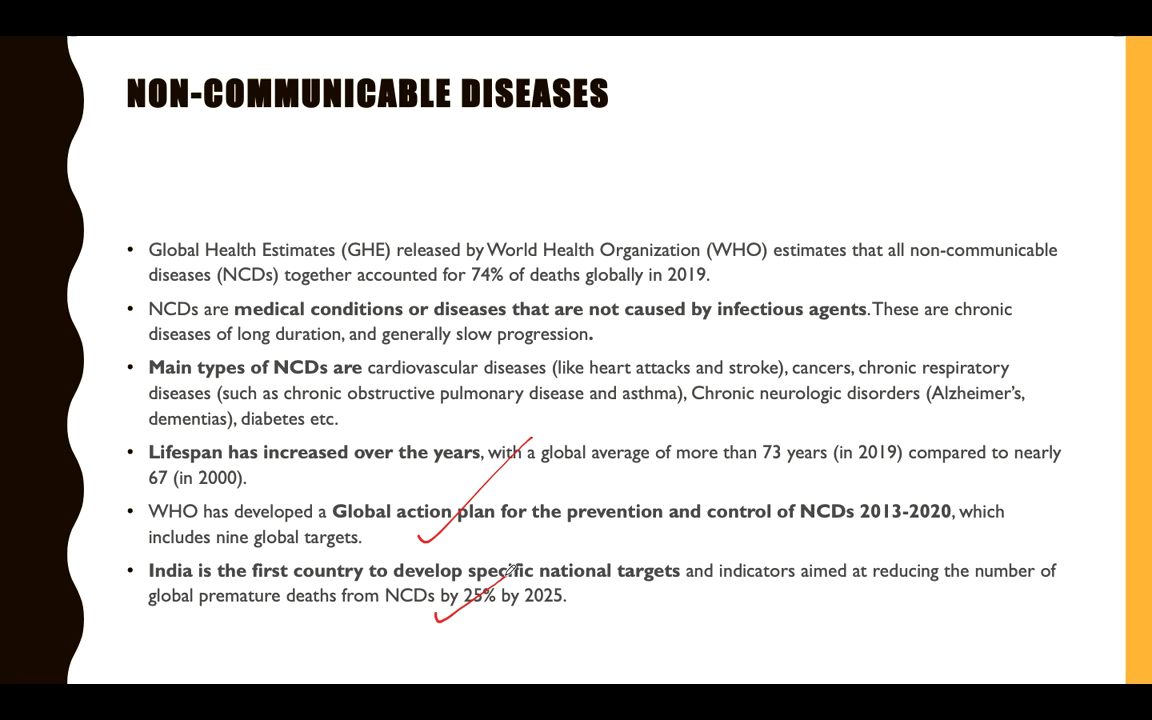 NON-COMMUNICABLE DISEASES
• Global Health Estimates (GHE) released by World Health Organization (WHO) estimates that all non-communicable
diseases (NCDs) together accounted for 74% of deaths globally in 2019.
• NCDs are medical conditions or diseases that are not caused by infectious agents. These are chronic
diseases of long duration, and generally slow progression.
• Main types of NCDs are cardiovascular diseases (like heart attacks and stroke), cancers, chronic respiratory
diseases (such as chronic obstructive pulmonary disease and asthma), Chronic neurologic disorders (Alzheimer's,
dementias), diabetes etc.
• Lifespan has increased over the years, with a global average of more than 73 years (in 2019) compared to nearly
67 (in 2000).
• WHO has developed a Global action plan for the prevention and control of NCDs 2013-2020, which
includes nine global targets.
• India is the first country to develop specific national targets and indicators aimed at reducing the number of
global premature deaths from NCDs by 25% by 2025.